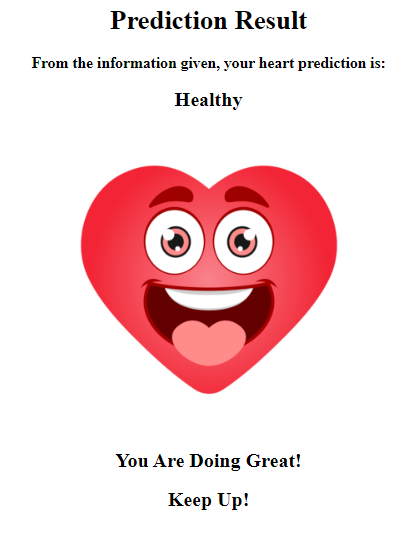 Prediction Result
From the information given, your heart prediction is:
Healthy
You Are Doing Great!
Keep Up!